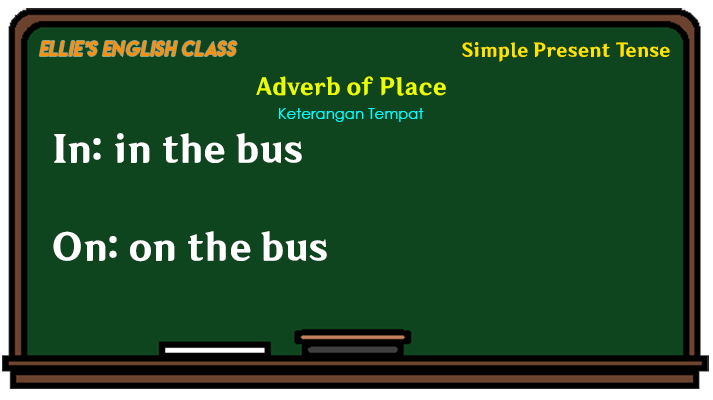 ELLIE'S ENGLISH CLASS
Simple Present Tense
Adverb of Place
Keterangan Tempat
In: in the bus
On: on the bus